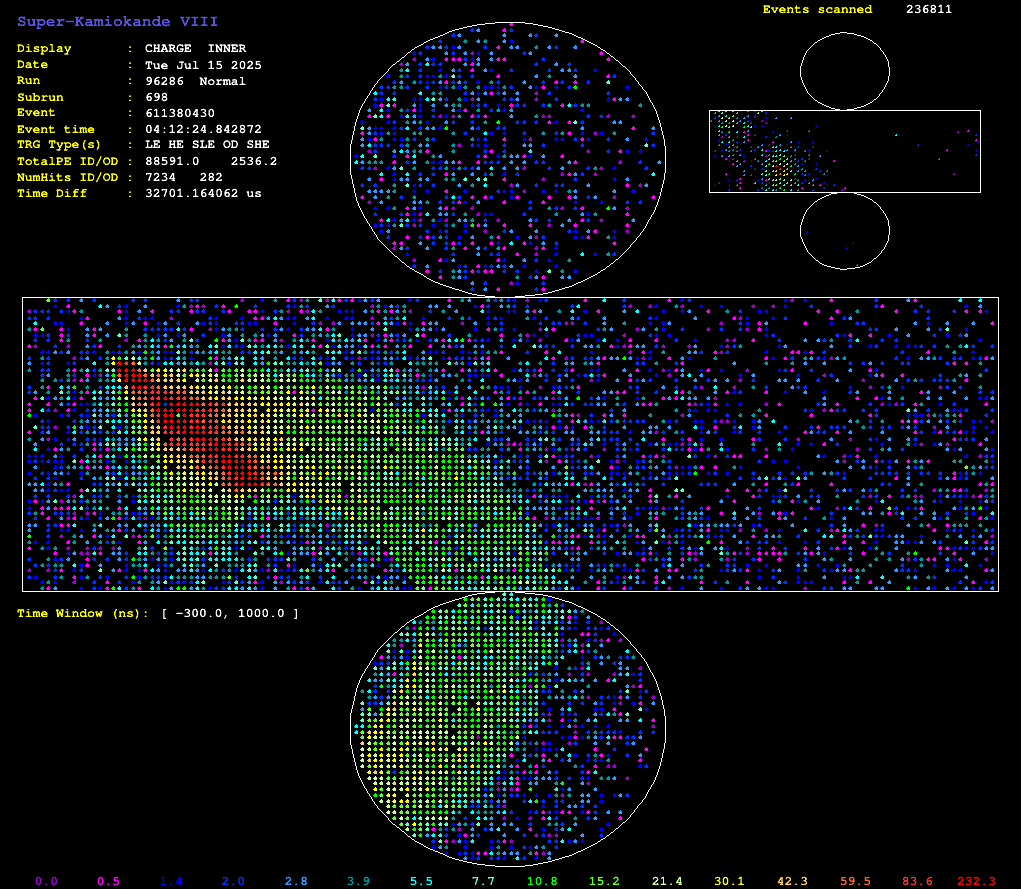 Super-Kamiokande VIII
Events scanned 236811
Display : CHARGE INNER
Date : Tue Jul 15 2025
Run : 96286 Normal
Subrun : 698
Event : 611380430
Event time : 04:12:24.842872
TRG Type(s) : LE HE SLE OD SHE
TotalPE ID/OD : 88591.0 2536.2
NumHits ID/OD : 7234 282
Time Diff : 32701.164062 us
Time Window (ns): [ -300.0, 1000.0 ]
0.0 0.5 1.4 2.0 2.8 3.9 5.5 7.7 10.8 15.2 21.4 30.1 42.3 59.5 83.6 232.3